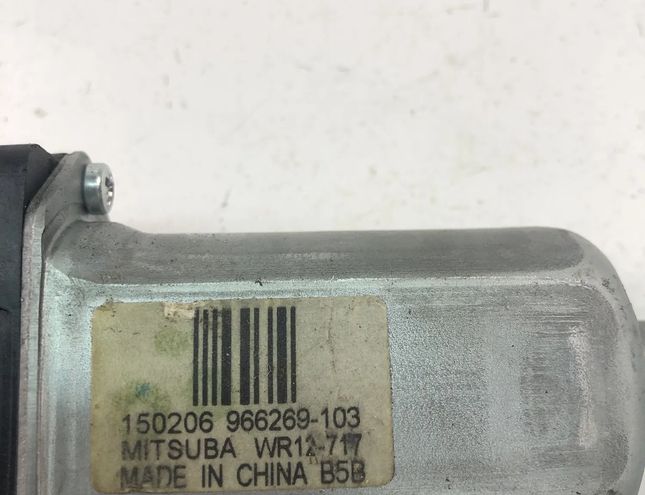 150206 966269-103
MITSUBA WR12-717
MADE IN CHINA B5B